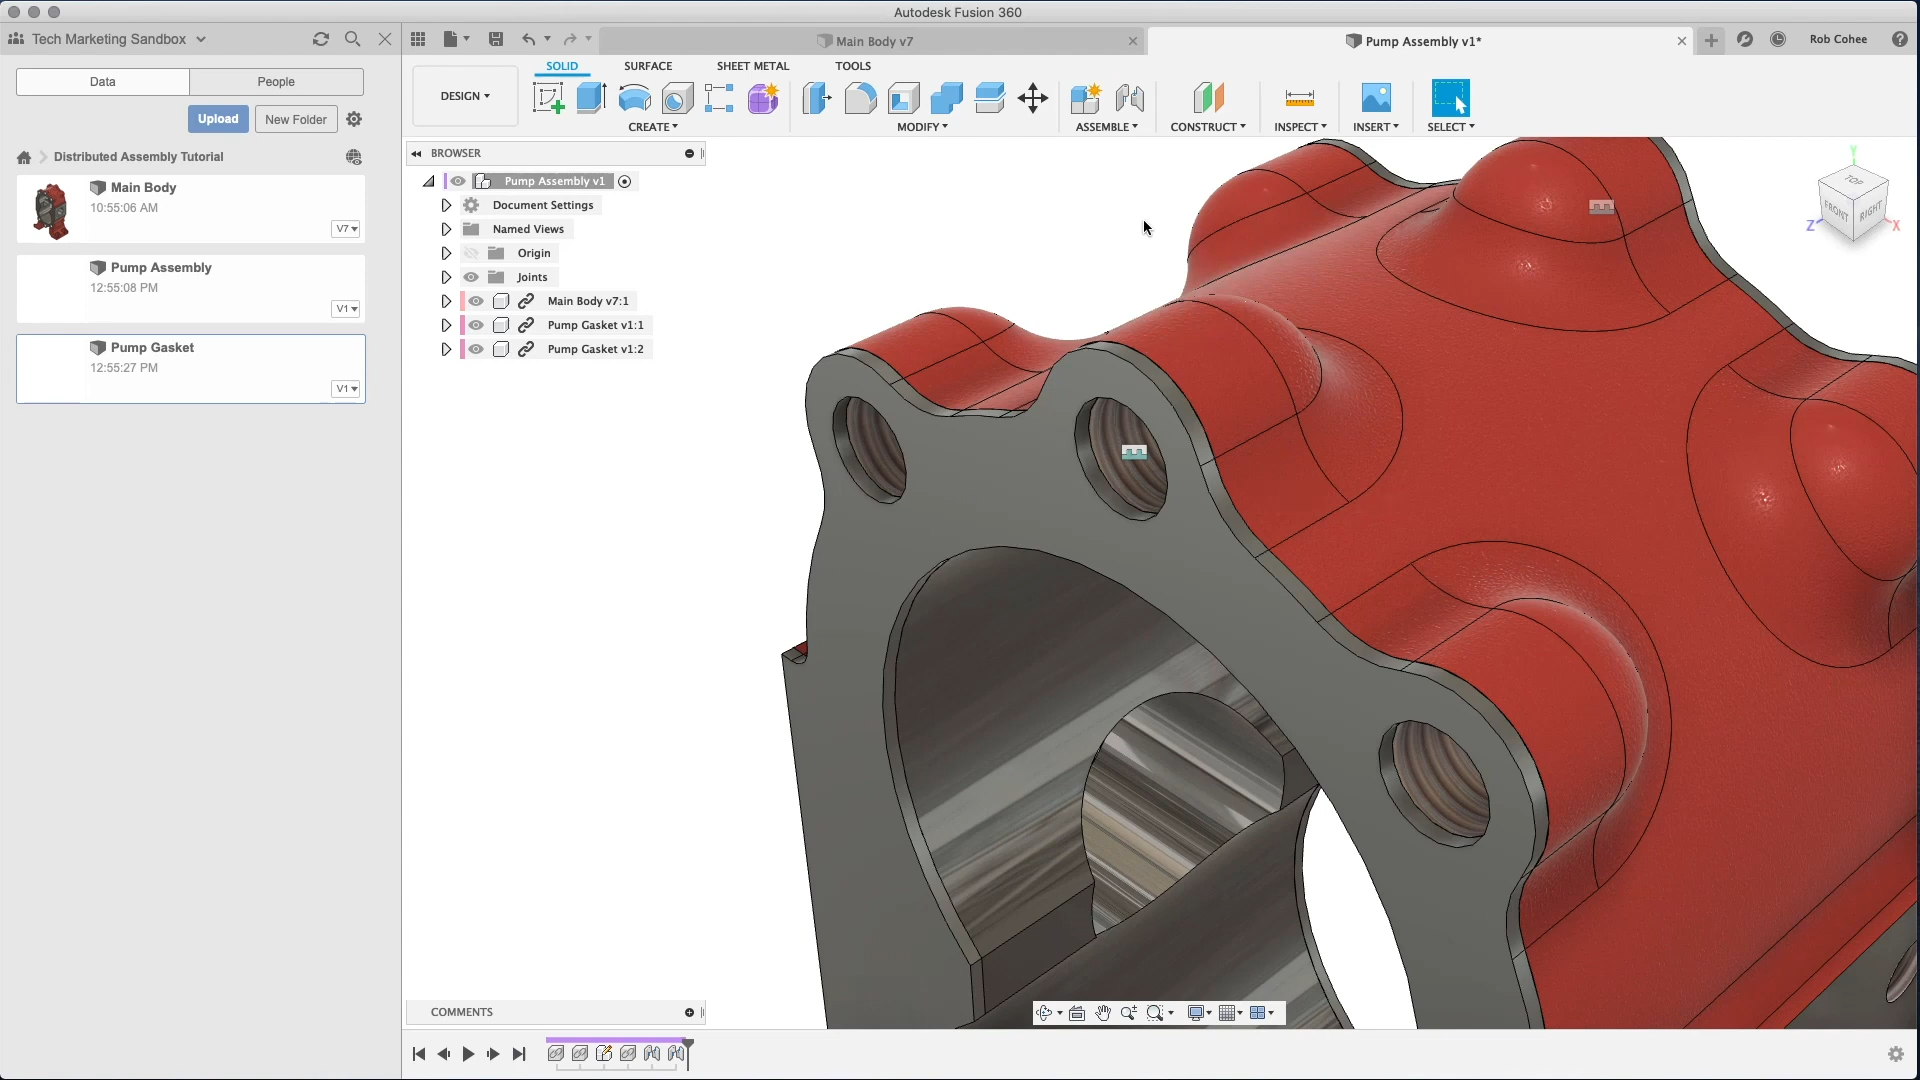 Autodesk Fusion 360
Tech Marketing Sandbox
Main Body v7
Pump Assembly v1*
Rob Cohee
Data
People
Upload
New Folder
Distributed Assembly Tutorial
Main Body
10:55:06 AM
V7
Pump Assembly
12:55:08 PM
V1
Pump Gasket
12:55:27 PM
V1
SOLID
SURFACE
SHEET METAL
TOOLS
DESIGN
CREATE
MODIFY
ASSEMBLE
CONSTRUCT
INSPECT
INSERT
SELECT
BROWSER
Pump Assembly v1
Document Settings
Named Views
Origin
Joints
Main Body v7:1
Pump Gasket v1:1
Pump Gasket v1:2
Y
TOP
FRONT
RIGHT
Z
X
COMMENTS